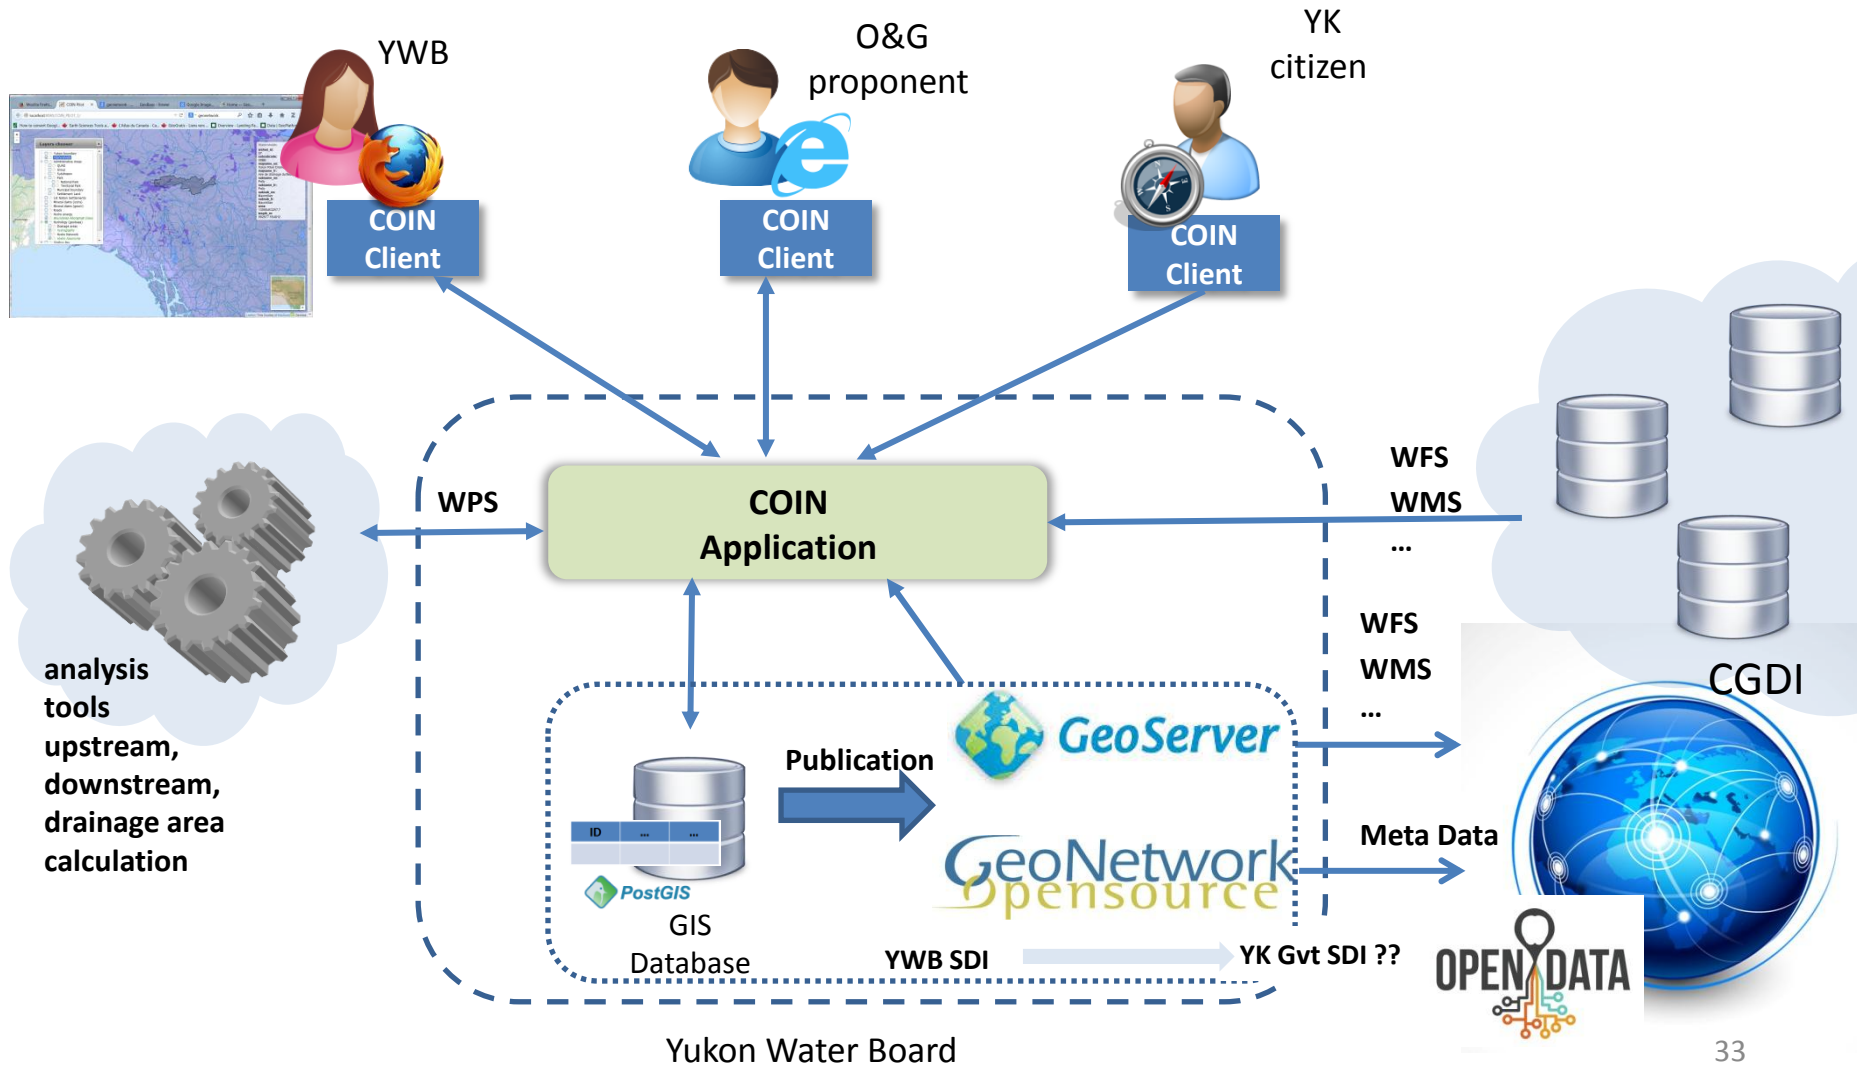 YWB
O&G
proponent
YK
citizen
Layers channel
COIN
Client
COIN
Client
COIN
Client
WPS
COIN
Application
WFS
WMS
...
WFS
WMS
...
CGDI
analysis
tools
upstream,
downstream,
drainage area
calculation
Publication
GeoServer
ID ... ...
PostGIS
GIS
Database
GeoNetwork
Opensource
Meta Data
YWB SDI
YK Gvt SDI ??
OPEN DATA
Yukon Water Board
33